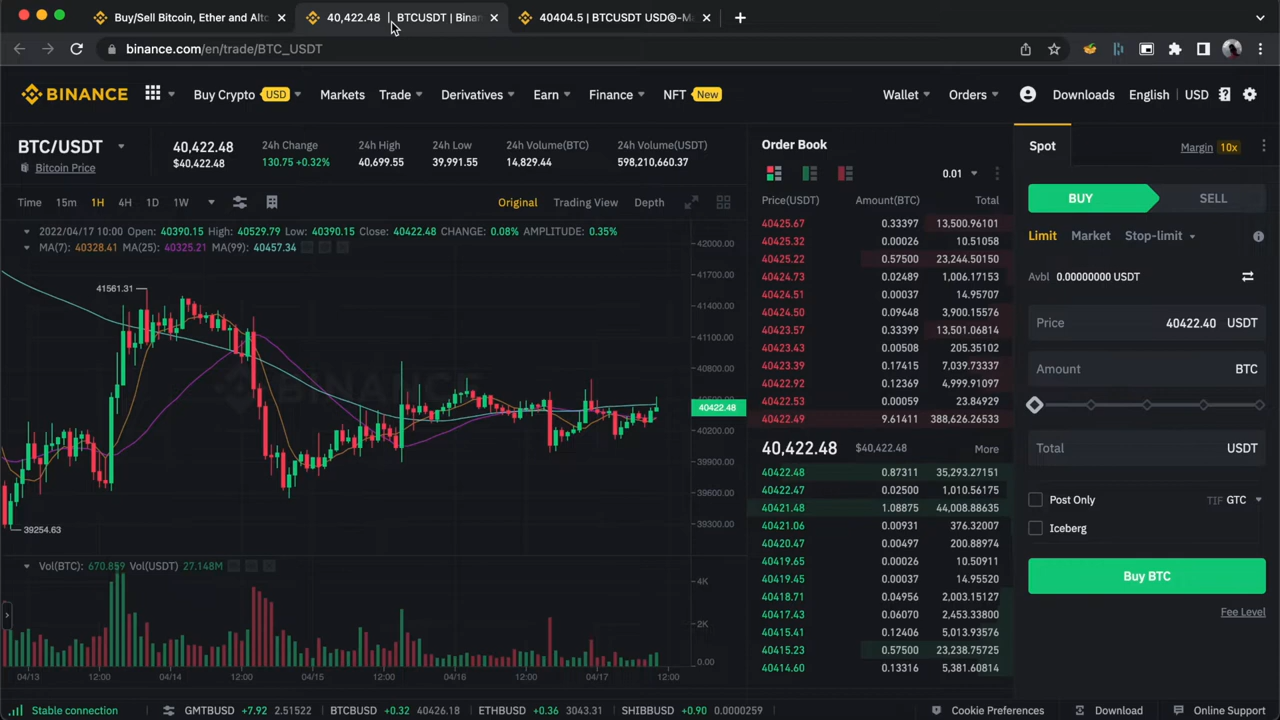 Buy/Sell Bitcoin, Ether and Altc
40,422.48 | BTCUSDT | Binan
40404.5 | BTCUSDT USD®-Ma
binance.com/en/trade/BTC_USDT
BINANCE
Buy Crypto USD
Markets
Trade
Derivatives
Earn
Finance
NFT New
Wallet
Orders
Downloads
English
USD
BTC/USDT
Bitcoin Price
40,422.48
$40,422.48
24h Change
130.75 +0.32%
24h High
40,699.55
24h Low
39,991.55
24h Volume(BTC)
14,829.44
24h Volume(USDT)
598,210,660.37
Time 15m 1H 4H 1D 1W
Original Trading View Depth
2022/04/17 10:00 Open: 40390.15 High: 40529.79 Low: 40390.15 Close: 40422.48 CHANGE: 0.08% AMPLITUDE: 0.35%
MA(7): 40328.41 MA(25): 40325.21 MA(99): 40457.34
42000.00
41700.00
41561.31
41400.00
41100.00
40800.00
40422.48
40200.00
39900.00
39600.00
39300.00
39254.63
BINANCE
Vol(BTC): 670.859 Vol(USDT) 27.148M
4K
2K
0.00
04/13 12:00 04/14 12:00 04/15 12:00 04/16 12:00 04/17 12:00
Order Book
0.01
Price(USDT) Amount(BTC) Total
40425.67 0.33397 13,500.96101
40425.32 0.00026 10.51058
40425.22 0.57500 23,244.50150
40424.73 0.02489 1,006.17153
40424.51 0.00037 14.95707
40424.50 0.09648 3,900.15576
40423.57 0.33399 13,501.06814
40423.43 0.00508 205.35102
40423.39 0.17415 7,039.73337
40422.92 0.12369 4,999.91097
40422.53 0.00059 23.84929
40422.49 9.61411 388,626.26533
40,422.48 $40,422.48 More
40422.48 0.87311 35,293.27151
40422.47 0.02500 1,010.56175
40421.48 1.08875 44,008.88635
40421.06 0.00931 376.32007
40420.47 0.00497 200.88974
40419.65 0.00026 10.50911
40419.45 0.00037 14.95520
40418.71 0.04956 2,003.15127
40417.43 0.06070 2,453.33800
40415.41 0.12406 5,013.93576
40415.23 0.57500 23,238.75725
40414.60 0.13316 5,381.60814
Spot
Margin 10x
BUY SELL
Limit Market Stop-limit
Avbl 0.00000000 USDT
Price 40422.40 USDT
Amount BTC
Total USDT
Post Only
TIF GTC
Iceberg
Buy BTC
Fee Level
Stable connection
GMTBUSD +7.92 2.51522
BTCBUSD +0.32 40426.18
ETHBUSD +0.36 3043.31
SHIBBUSD +0.90 0.0000259
Cookie Preferences
Download
Online Support